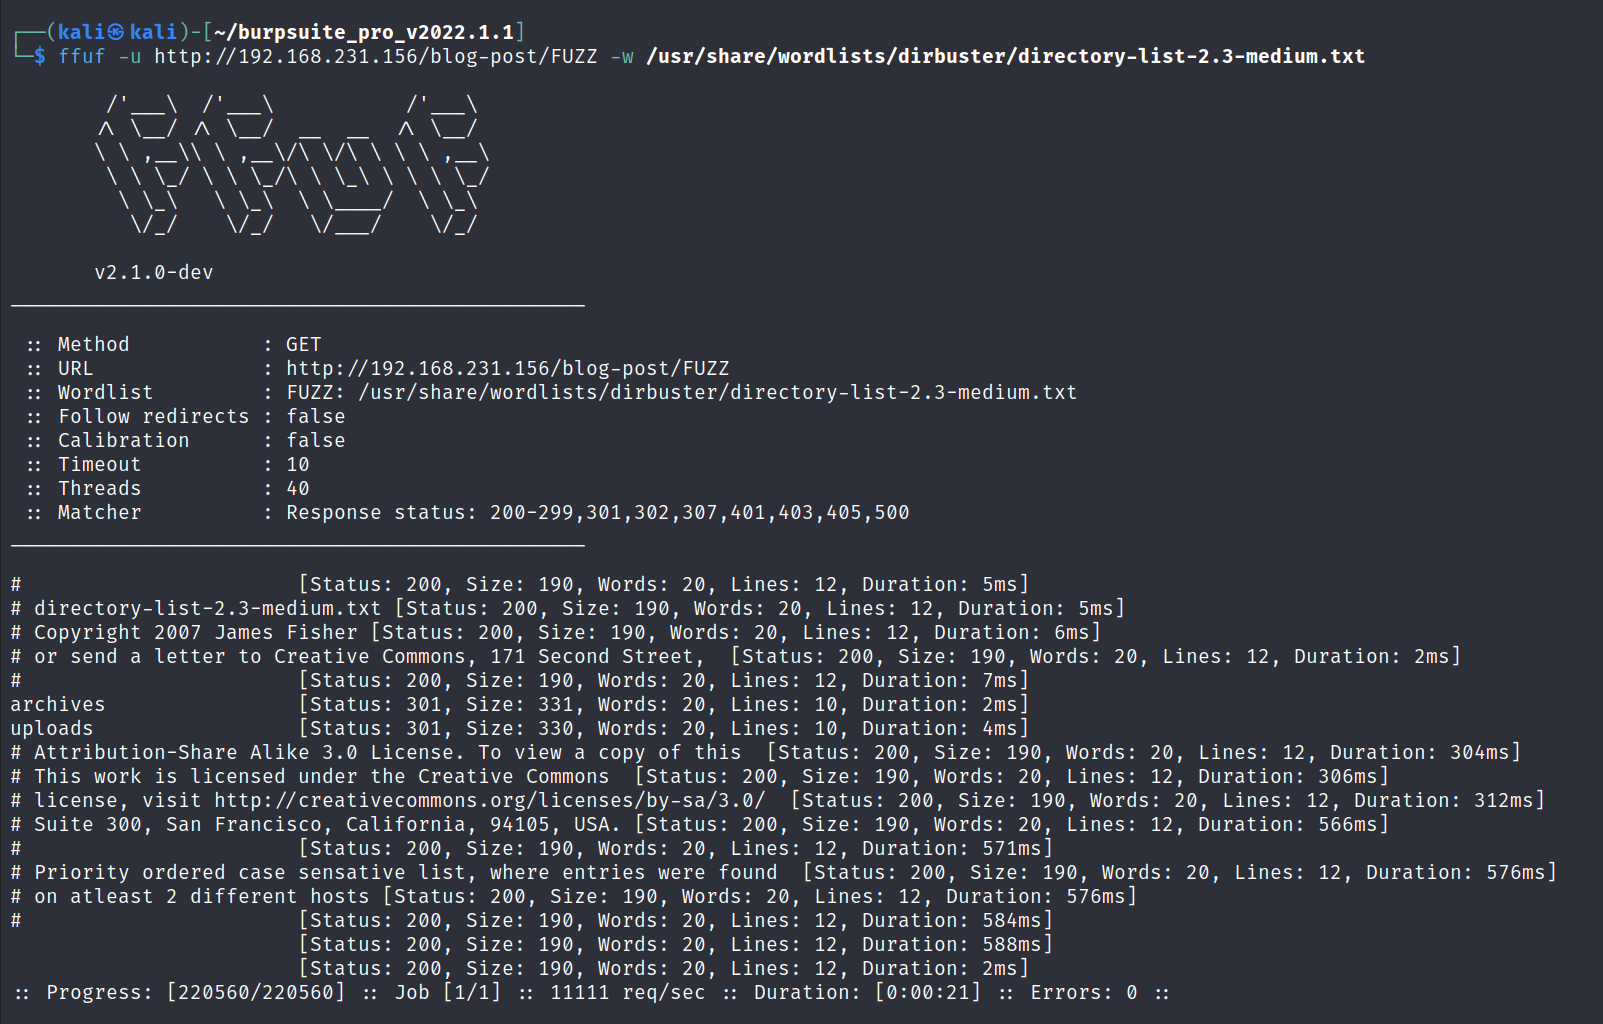 ┌──(kali㉿kali)-[~/burpsuite_pro_v2022.1.1]
└─$ ffuf -u http://192.168.231.156/blog-post/FUZZ -w /usr/share/wordlists/dirbuster/directory-list-2.3-medium.txt

        /'___\  /'___\           /'___\
       /\ \__/ /\ \__/  __  __  /\ \__/
       \ \ ,__\\ \ ,__\/\ \/\ \ \ \ ,__\
        \ \ \_/ \ \ \_/\ \ \_\ \ \ \ \_/
         \ \_\   \ \_\  \ \____/  \ \_\
          \/_/    \/_/   \/___/    \/_/

       v2.1.0-dev
________________________________________________

 :: Method           : GET
 :: URL              : http://192.168.231.156/blog-post/FUZZ
 :: Wordlist         : FUZZ: /usr/share/wordlists/dirbuster/directory-list-2.3-medium.txt
 :: Follow redirects : false
 :: Calibration      : false
 :: Timeout          : 10
 :: Threads          : 40
 :: Matcher          : Response status: 200-299,301,302,307,401,403,405,500
________________________________________________

#                       [Status: 200, Size: 190, Words: 20, Lines: 12, Duration: 5ms]
# directory-list-2.3-medium.txt [Status: 200, Size: 190, Words: 20, Lines: 12, Duration: 5ms]
# Copyright 2007 James Fisher [Status: 200, Size: 190, Words: 20, Lines: 12, Duration: 6ms]
# or send a letter to Creative Commons, 171 Second Street,  [Status: 200, Size: 190, Words: 20, Lines: 12, Duration: 2ms]
#                       [Status: 200, Size: 190, Words: 20, Lines: 12, Duration: 7ms]
archives                [Status: 301, Size: 331, Words: 20, Lines: 10, Duration: 2ms]
uploads                 [Status: 301, Size: 330, Words: 20, Lines: 10, Duration: 4ms]
# Attribution-Share Alike 3.0 License. To view a copy of this  [Status: 200, Size: 190, Words: 20, Lines: 12, Duration: 304ms]
# This work is licensed under the Creative Commons  [Status: 200, Size: 190, Words: 20, Lines: 12, Duration: 306ms]
# license, visit http://creativecommons.org/licenses/by-sa/3.0/  [Status: 200, Size: 190, Words: 20, Lines: 12, Duration: 312ms]
# Suite 300, San Francisco, California, 94105, USA. [Status: 200, Size: 190, Words: 20, Lines: 12, Duration: 566ms]
#                       [Status: 200, Size: 190, Words: 20, Lines: 12, Duration: 571ms]
# Priority ordered case sensative list, where entries were found  [Status: 200, Size: 190, Words: 20, Lines: 12, Duration: 576ms]
# on atleast 2 different hosts [Status: 200, Size: 190, Words: 20, Lines: 12, Duration: 576ms]
#                       [Status: 200, Size: 190, Words: 20, Lines: 12, Duration: 584ms]
                        [Status: 200, Size: 190, Words: 20, Lines: 12, Duration: 588ms]
                        [Status: 200, Size: 190, Words: 20, Lines: 12, Duration: 2ms]
:: Progress: [220560/220560] :: Job [1/1] :: 11111 req/sec :: Duration: [0:00:21] :: Errors: 0 ::